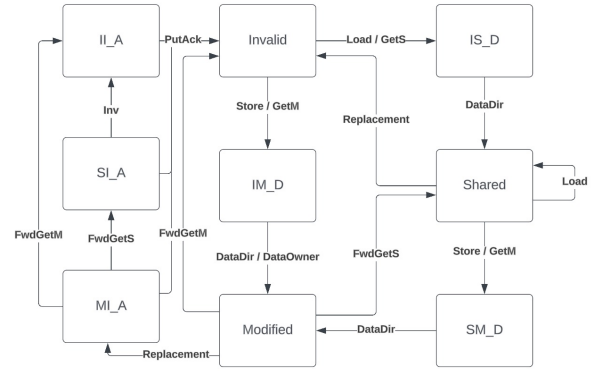 II_A
PutAck
Invalid
Load / GetS
IS_D
Inv
Store / GetM
DataDir
Replacement
SI_A
IM_D
Shared
Load
FwdGetM
FwdGetS
FwdGetM
DataDir / DataOwner
FwdGetS
Store / GetM
MI_A
Modified
DataDir
SM_D
Replacement